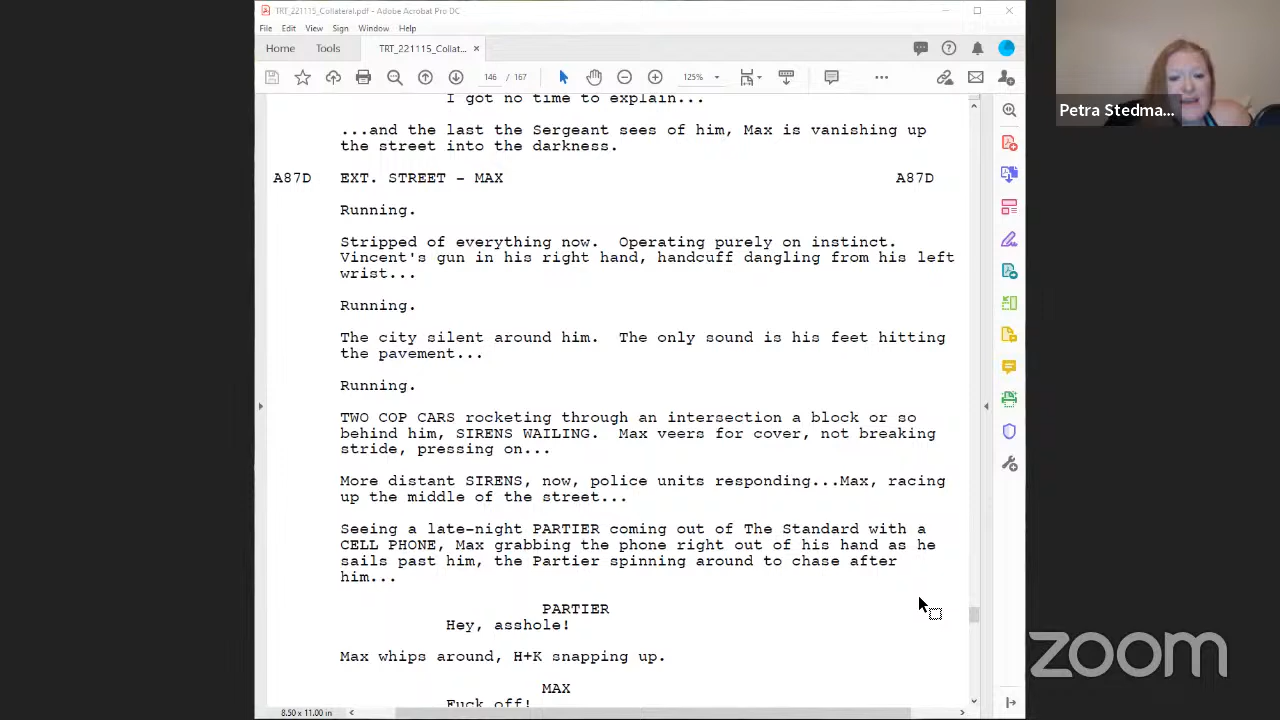 TRT_221115_Collateral.pdf - Adobe Acrobat Pro DC
File Edit View Sign Window Help
Home Tools TRT_221115_Collat... ×
146 / 167 125%
Petra Stedma...
I got no time to explain...
...and the last the Sergeant sees of him, Max is vanishing up
the street into the darkness.
A87D EXT. STREET - MAX A87D
Running.
Stripped of everything now. Operating purely on instinct.
Vincent's gun in his right hand, handcuff dangling from his left
wrist...
Running.
The city silent around him. The only sound is his feet hitting
the pavement...
Running.
TWO COP CARS rocketing through an intersection a block or so
behind him, SIRENS WAILING. Max veers for cover, not breaking
stride, pressing on...
More distant SIRENS, now, police units responding...Max, racing
up the middle of the street...
Seeing a late-night PARTIER coming out of The Standard with a
CELL PHONE, Max grabbing the phone right out of his hand as he
sails past him, the Partier spinning around to chase after
him...
PARTIER
Hey, asshole!
Max whips around, H+K snapping up.
MAX
Fuck off!
8.50 x 11.00 in
zoom